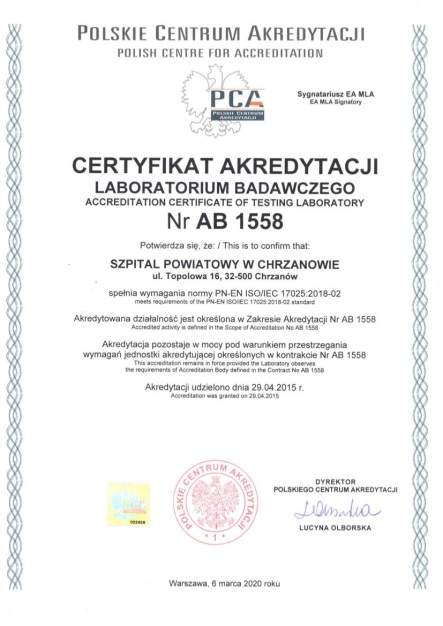 POLSKIE CENTRUM AKREDYTACJI
POLISH CENTRE FOR ACCREDITATION
PCA
POLSKIE CENTRUM
AKREDYTACJI
Sygnatariusz EA MLA
EA MLA Signatory
CERTYFIKAT AKREDYTACJI
LABORATORIUM BADAWCZEGO
ACCREDITATION CERTIFICATE OF TESTING LABORATORY
Nr AB 1558
Potwierdza się, że: / This is to confirm that:
SZPITAL POWIATOWY W CHRZANOWIE
ul. Topolowa 16, 32-500 Chrzanów
spełnia wymagania normy PN-EN ISO/IEC 17025:2018-02
meets requirements of the PN-EN ISO/IEC 17025:2018-02 standard
Akredytowana działalność jest określona w Zakresie Akredytacji Nr AB 1558
Accredited activity is defined in the Scope of Accreditation No AB 1558
Akredytacja pozostaje w mocy pod warunkiem przestrzegania
wymagań jednostki akredytującej określonych w kontrakcie Nr AB 1558
This accreditation remains in force provided the Laboratory observes
the requirements of Accreditation Body defined in the Contract No AB 1558
Akredytacji udzielono dnia 29.04.2015 r.
Accreditation was granted on 29.04.2015
POLSKIE CENTRUM AKREDYTACJI
* 1 *
DYREKTOR
POLSKIEGO CENTRUM AKREDYTACJI
LUCYNA OLBORSKA
Warszawa, 6 marca 2020 roku